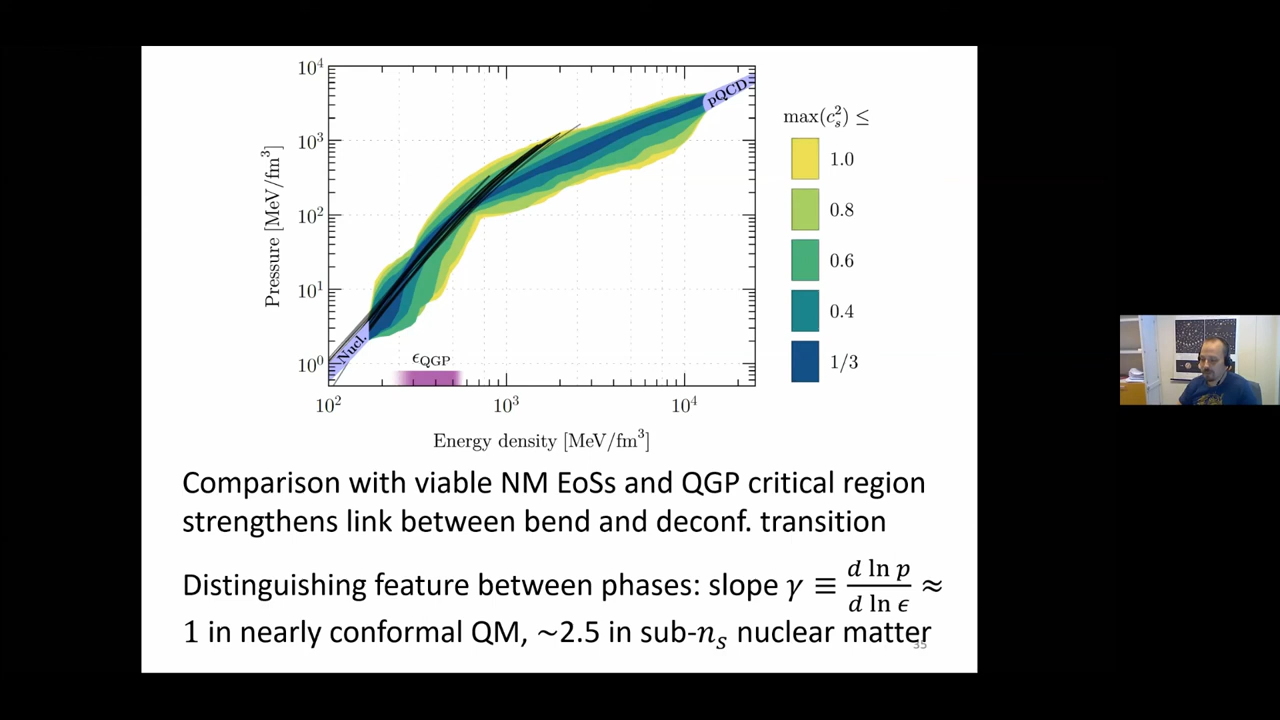 10^4
10^3
10^2
10^1
10^0
Pressure [MeV/fm^3]
pQCD
Nucl.
ϵ_QGP
10^2 10^3 10^4
Energy density [MeV/fm^3]
max(c_s^2) ≤
1.0
0.8
0.6
0.4
1/3
Comparison with viable NM EoSs and QGP critical region
strengthens link between bend and deconf. transition
Distinguishing feature between phases: slope γ ≡ d ln p / d ln ϵ ≈
1 in nearly conformal QM, ~2.5 in sub-n_s nuclear matter
35